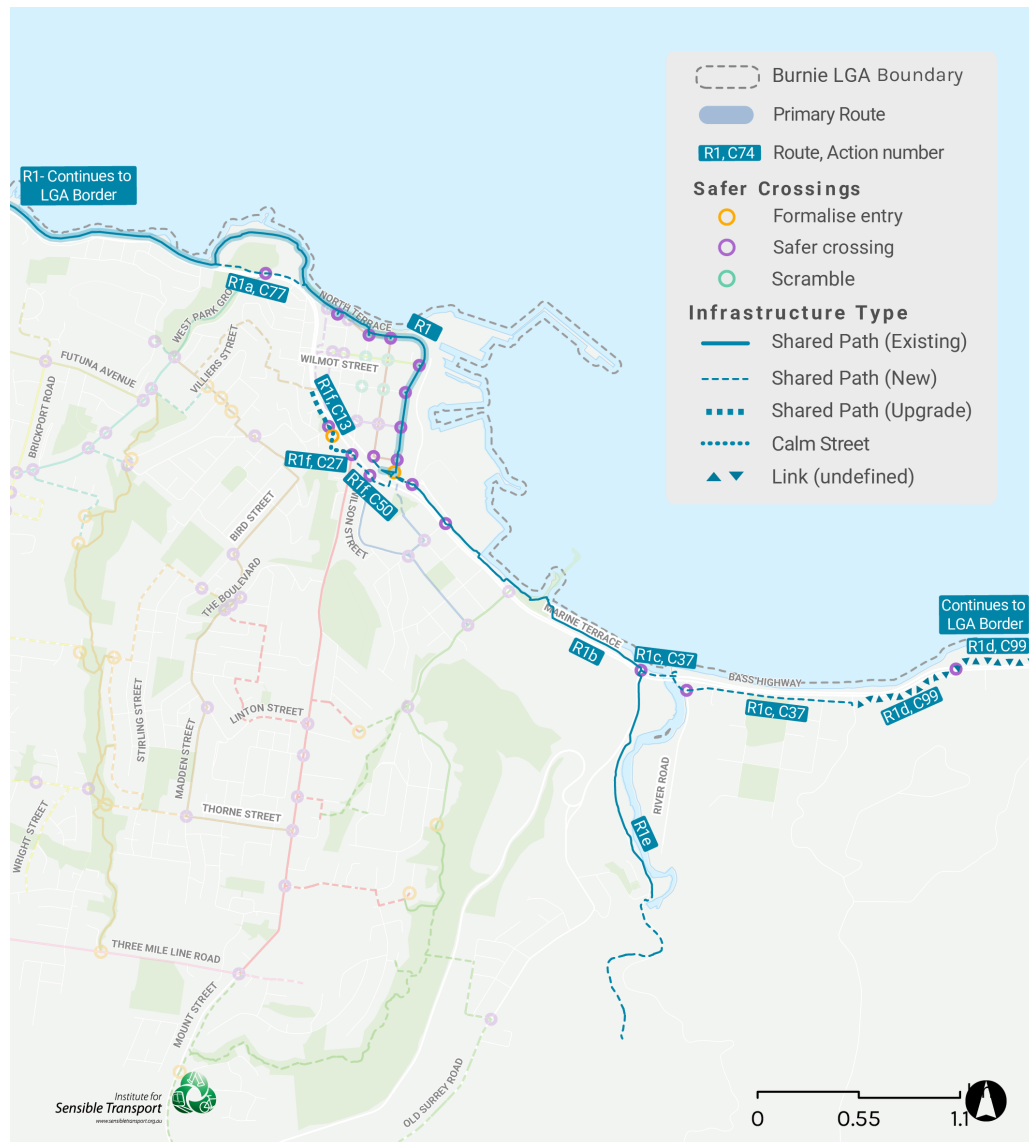 Burnie LGA Boundary
Primary Route
R1, C74
Route, Action number
Safer Crossings
Formalise entry
Safer crossing
Scramble
Infrastructure Type
Shared Path (Existing)
Shared Path (New)
Shared Path (Upgrade)
Calm Street
Link (undefined)
R1- Continues to
LGA Border
R1a, C77
NORTH TERRACE
R1
WEST PARK GRO
VILLIERS STREET
WILMOT STREET
FUTUNA AVENUE
BRICKPORT ROAD
R1f, C13
R1f, C27
R1f, C50
BIRD STREET
THE BOULEVARD
MARINE TERRACE
R1b
R1c, C37
BASS HIGHWAY
R1c, C37
Continues to
LGA Border
R1d, C99
R1d, C99
STIRLING STREET
LINTON STREET
MADDEN STREET
THORNE STREET
WRIGHT STREET
RIVER ROAD
R1e
THREE MILE LINE ROAD
MOUNT STREET
OLD SURREY ROAD
Institute for
Sensible Transport
www.sensibletransport.org.au
0
0.55
1.1